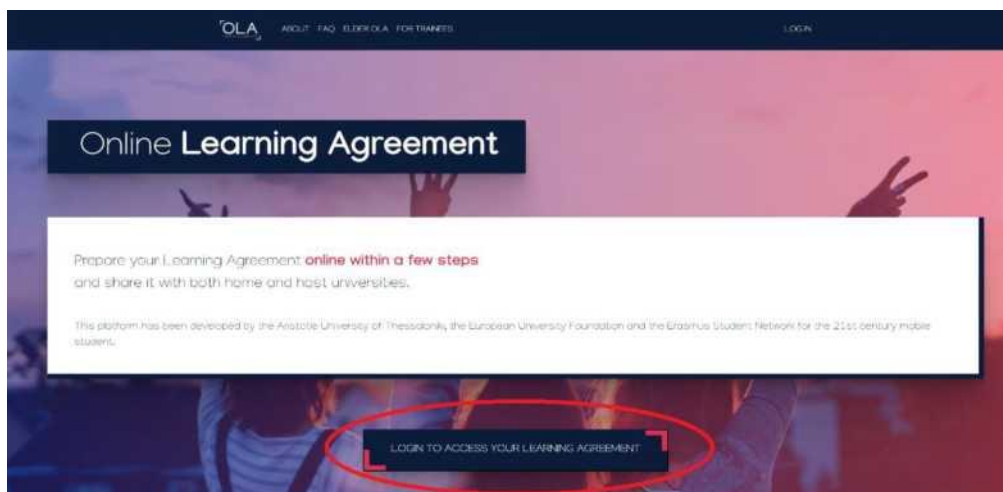 OLA ABOUT FAQ ELDER OLA FOR TRAINEES LOGIN
Online Learning Agreement
Prepare your Learning Agreement online within a few steps
and share it with both home and host universities.
This platform has been developed by the Aristotle University of Thessaloniki, the European University Foundation and the Erasmus Student Network for the 21st century mobile
student.
LOGIN TO ACCESS YOUR LEARNING AGREEMENT